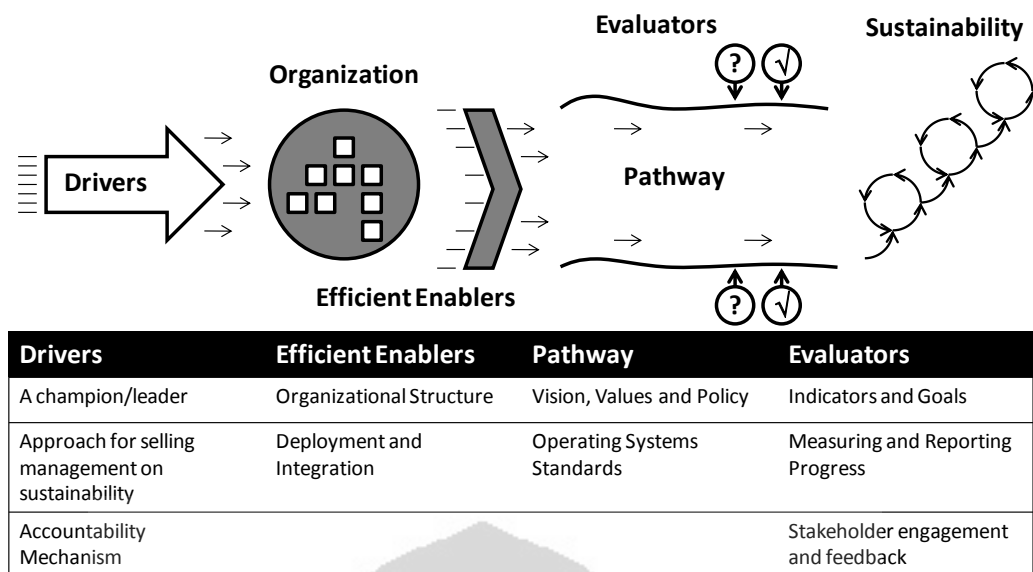 Evaluators
Sustainability
? √
Organization
Drivers
Pathway
Efficient Enablers
? √
Drivers Efficient Enablers Pathway Evaluators
A champion/leader Organizational Structure Vision, Values and Policy Indicators and Goals
Approach for selling Deployment and Operating Systems Measuring and Reporting
management on Integration Standards Progress
sustainability
Accountability Stakeholder engagement
Mechanism and feedback